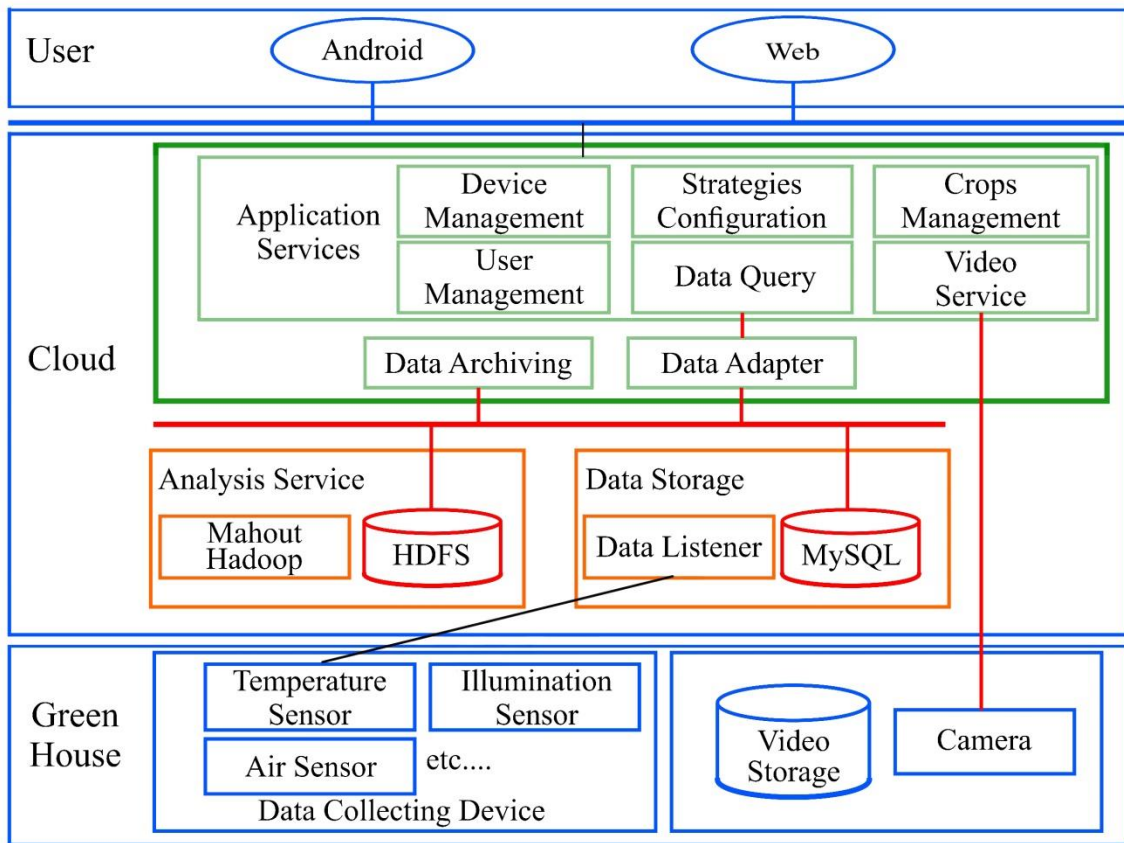 User
Android
Web
Cloud
Application
Services
Device
Management
Strategies
Configuration
Crops
Management
User
Management
Data Query
Video
Service
Data Archiving
Data Adapter
Analysis Service
Mahout
Hadoop
HDFS
Data Storage
Data Listener
MySQL
Green
House
Temperature
Sensor
Illumination
Sensor
Air Sensor
etc....
Data Collecting Device
Video
Storage
Camera